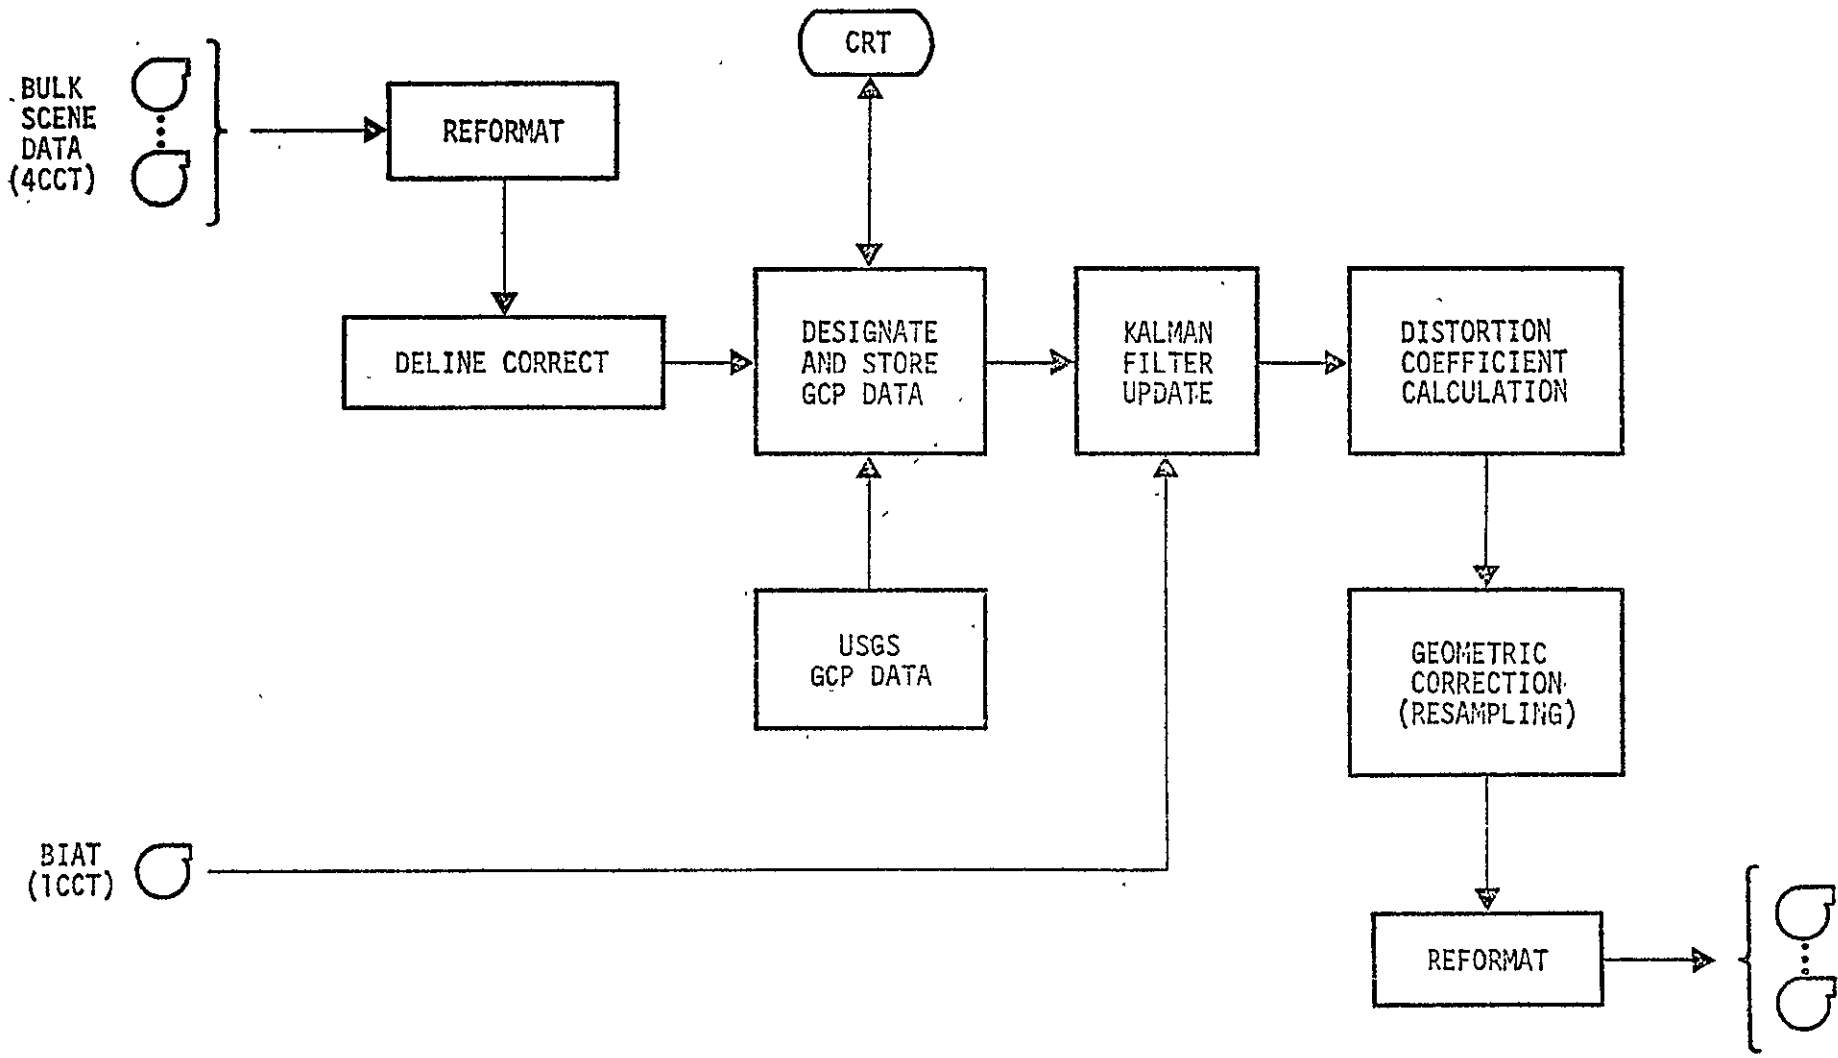 CRT
BULK
SCENE
DATA
(4CCT)
REFORMAT
DELINE CORRECT
DESIGNATE
AND STORE
GCP DATA
KALMAN
FILTER
UPDATE
DISTORTION
COEFFICIENT
CALCULATION
USGS
GCP DATA
GEOMETRIC
CORRECTION
(RESAMPLING)
BIAT
(1CCT)
REFORMAT